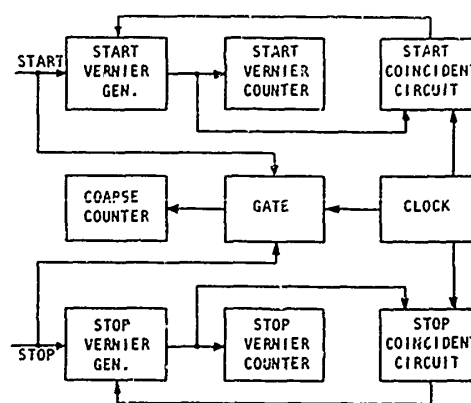 START
START
VERNIER
GEN.
START
VERNIER
COUNTER
START
COINCIDENT
CIRCUIT
COAPSE
COUNTER
GATE
CLOCK
STOP
STOP
VERNIER
GEN.
STOP
VERNIER
COUNTER
STOP
COINCIDENT
CIRCUIT